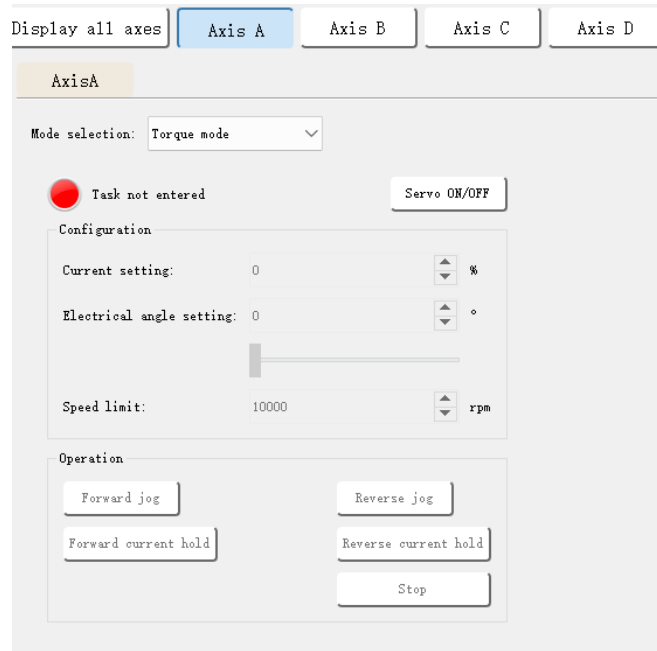 Display all axes Axis A Axis B Axis C Axis D
AxisA
Mode selection: Torque mode
Task not entered Servo ON/OFF
Configuration
Current setting: 0 %
Electrical angle setting: 0 °
Speed limit: 10000 rpm
Operation
Forward jog Reverse jog
Forward current hold Reverse current hold
Stop